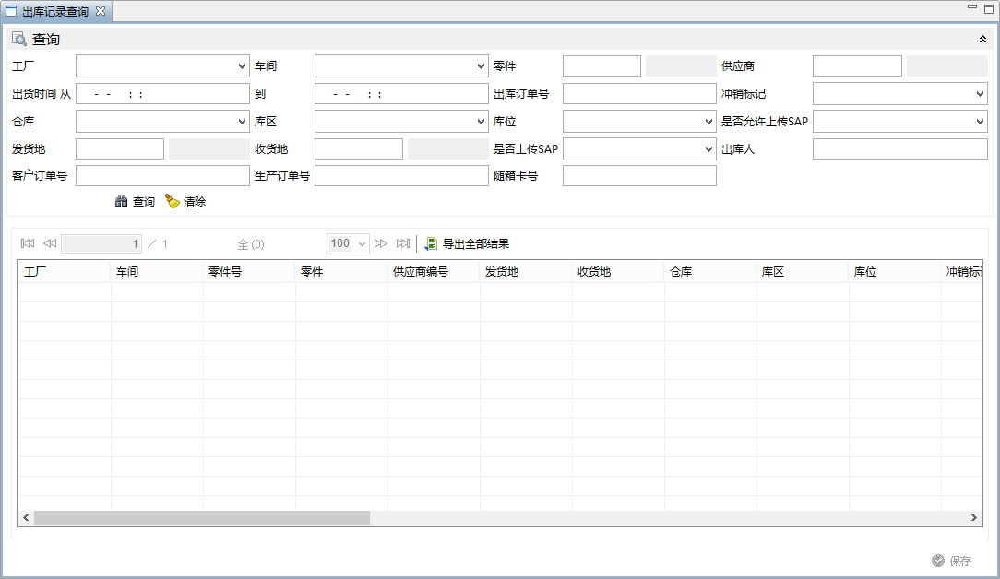 出库记录查询
查询
工厂 车间 零件 供应商
出货时间 从 - - : : 到 - - : : 出库订单号 冲销标记
仓库 库区 库位 是否允许上传SAP
发货地 收货地 是否上传SAP 出库人
客户订单号 生产订单号 随箱卡号
查询 清除
1 / 1 全 (0) 100 导出全部结果
工厂 车间 零件号 零件 供应商编号 发货地 收货地 仓库 库区 库位 冲销标
保存